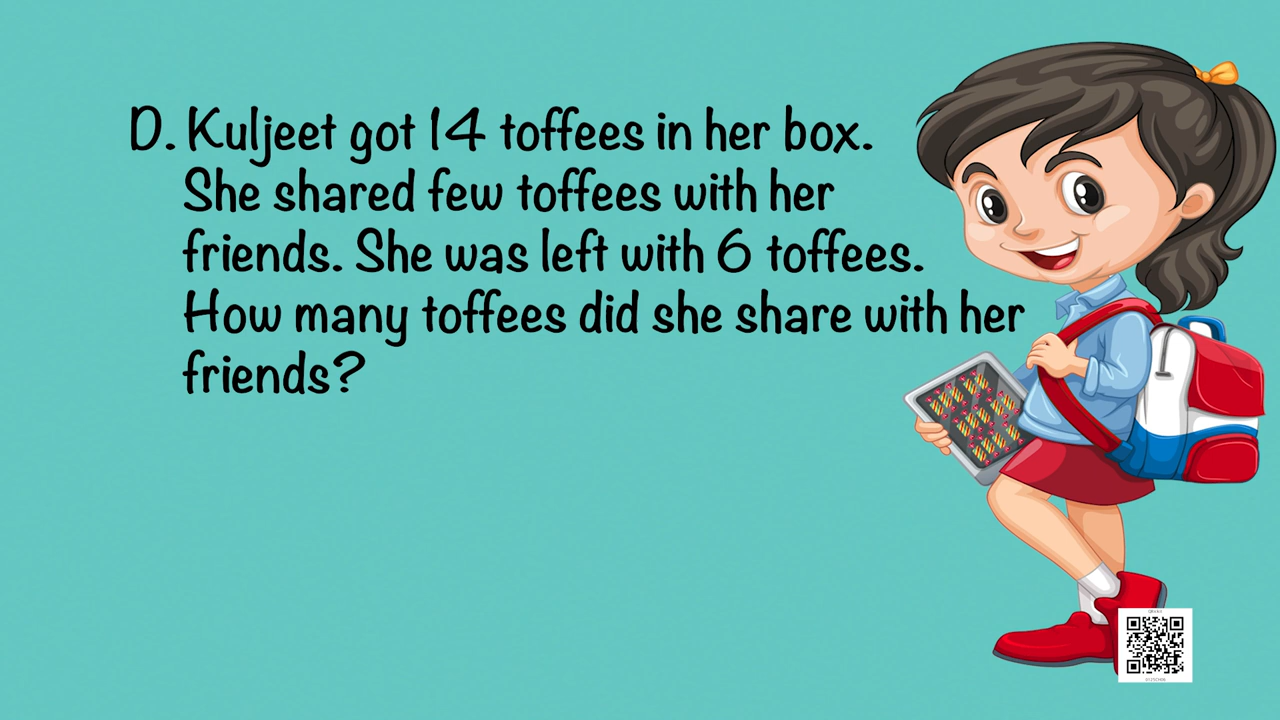 D. Kuljeet got 14 toffees in her box.
She shared few toffees with her
friends. She was left with 6 toffees.
How many toffees did she share with her
friends?